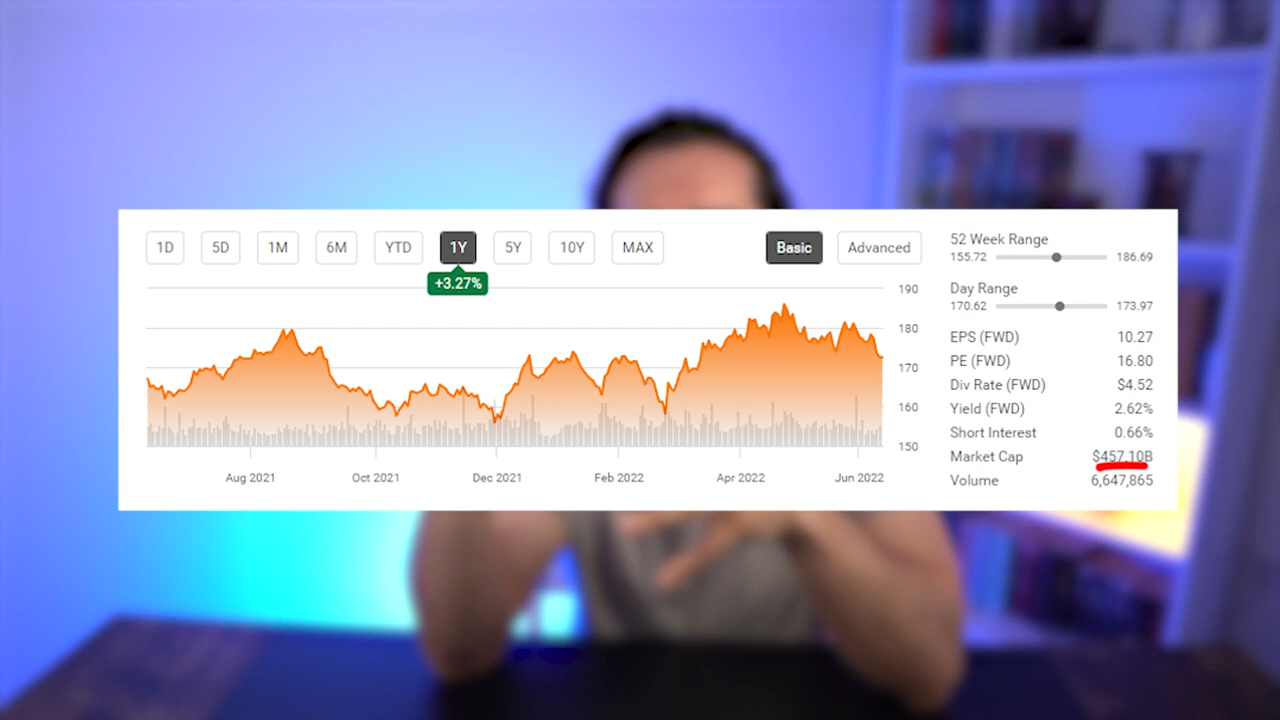 1D 5D 1M 6M YTD 1Y 5Y 10Y MAX Basic Advanced
+3.27%
190
180
170
160
150
Aug 2021 Oct 2021 Dec 2021 Feb 2022 Apr 2022 Jun 2022
52 Week Range
155.72 186.69
Day Range
170.62 173.97
EPS (FWD) 10.27
PE (FWD) 16.80
Div Rate (FWD) $4.52
Yield (FWD) 2.62%
Short Interest 0.66%
Market Cap $457.10B
Volume 6,647,865